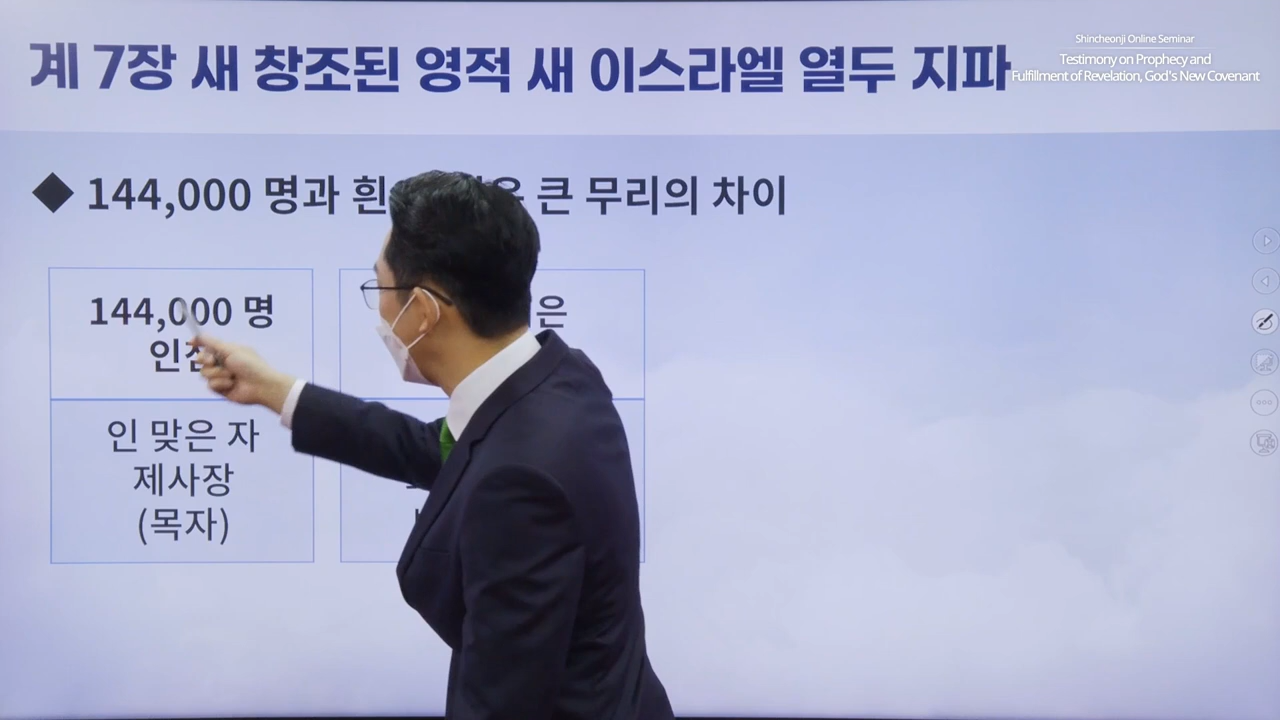 계 7장 새 창조된 영적 새 이스라엘 열두 지파
Shincheonji Online Seminar
Testimony on Prophecy and
Fulfillment of Revelation, God's New Covenant
◆ 144,000 명과 흰 큰 무리의 차이
144,000 명
은
인 맞은 자
제사장
(목자)